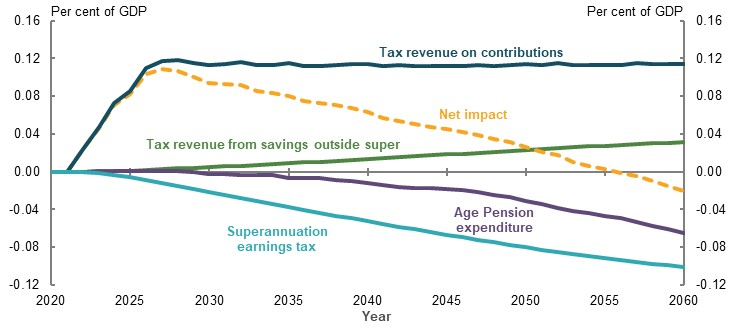 Per cent of GDP Per cent of GDP
0.16 0.16
Tax revenue on contributions
0.12 0.12
Net impact
0.08 0.08
0.04 0.04
Tax revenue from savings outside super
0.00 0.00
-0.04 -0.04
Age Pension
expenditure
Superannuation
earnings tax
-0.08 -0.08
-0.12 -0.12
2020 2025 2030 2035 2040 2045 2050 2055 2060
Year